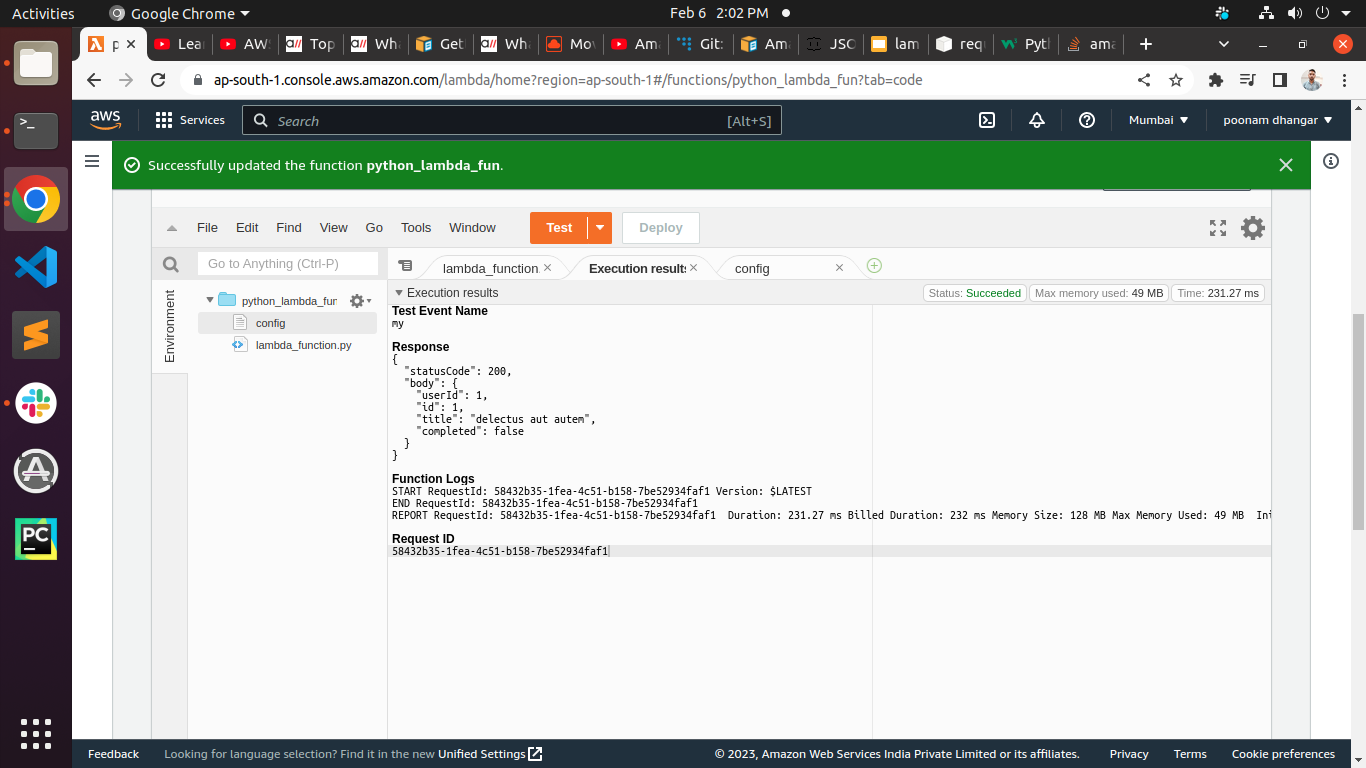 Activities
Google Chrome
Feb 6 2:02 PM
p
Lea
AW
Top
Wha
Get
Wha
Mov
Ama
Git:
Ama
JSO
lam
req
Pyt
ama
ap-south-1.console.aws.amazon.com/lambda/home?region=ap-south-1#/functions/python_lambda_fun?tab=code
aws
Services
Search
[Alt+S]
Mumbai
poonam dhangar
Successfully updated the function python_lambda_fun.
File Edit Find View Go Tools Window
Test
Deploy
Go to Anything (Ctrl-P)
lambda_function
Execution results
config
Environment
python_lambda_fun
config
lambda_function.py
Execution results
Status: Succeeded
Max memory used: 49 MB
Time: 231.27 ms
Test Event Name
my
Response
{
"statusCode": 200,
"body": {
"userId": 1,
"id": 1,
"title": "delectus aut autem",
"completed": false
}
}
Function Logs
START RequestId: 58432b35-1fea-4c51-b158-7be52934faf1 Version: $LATEST
END RequestId: 58432b35-1fea-4c51-b158-7be52934faf1
REPORT RequestId: 58432b35-1fea-4c51-b158-7be52934faf1 Duration: 231.27 ms Billed Duration: 232 ms Memory Size: 128 MB Max Memory Used: 49 MB
Request ID
58432b35-1fea-4c51-b158-7be52934faf1
PC
Feedback
Looking for language selection? Find it in the new Unified Settings
© 2023, Amazon Web Services India Private Limited or its affiliates.
Privacy
Terms
Cookie preferences